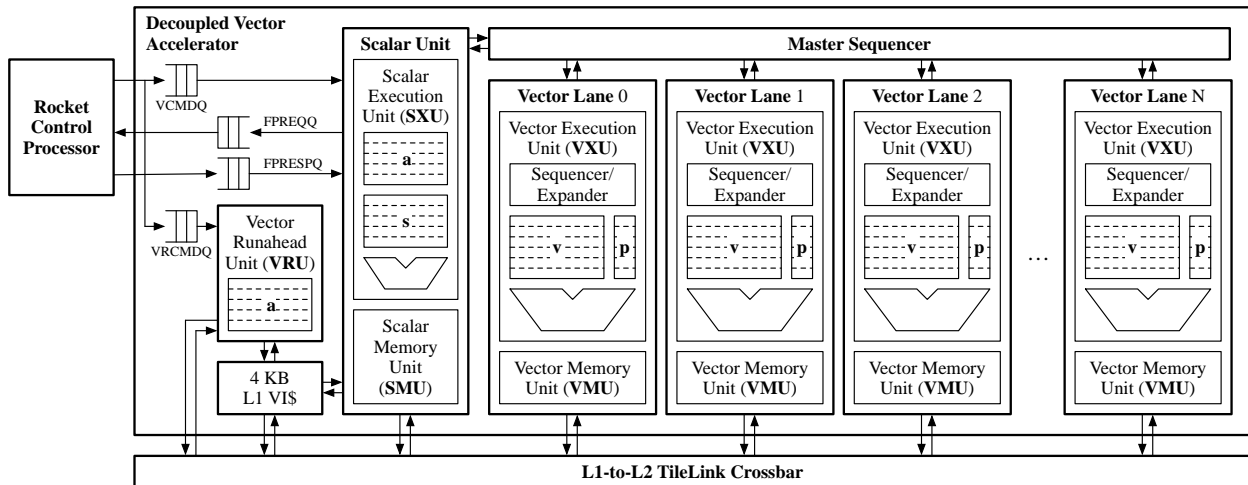 Decoupled Vector
Accelerator
Rocket
Control
Processor
VCMDQ
FPREQQ
FPRESPQ
VRCMDQ
Vector
Runahead
Unit (VRU)
a
4 KB
L1 VI$
Scalar Unit
Scalar
Execution
Unit (SXU)
a
s
Scalar
Memory
Unit
(SMU)
Master Sequencer
Vector Lane 0
Vector Execution
Unit (VXU)
Sequencer/
Expander
v
p
Vector Memory
Unit (VMU)
Vector Lane 1
Vector Execution
Unit (VXU)
Sequencer/
Expander
v
p
Vector Memory
Unit (VMU)
Vector Lane 2
Vector Execution
Unit (VXU)
Sequencer/
Expander
v
p
Vector Memory
Unit (VMU)
…
Vector Lane N
Vector Execution
Unit (VXU)
Sequencer/
Expander
v
p
Vector Memory
Unit (VMU)
L1-to-L2 TileLink Crossbar